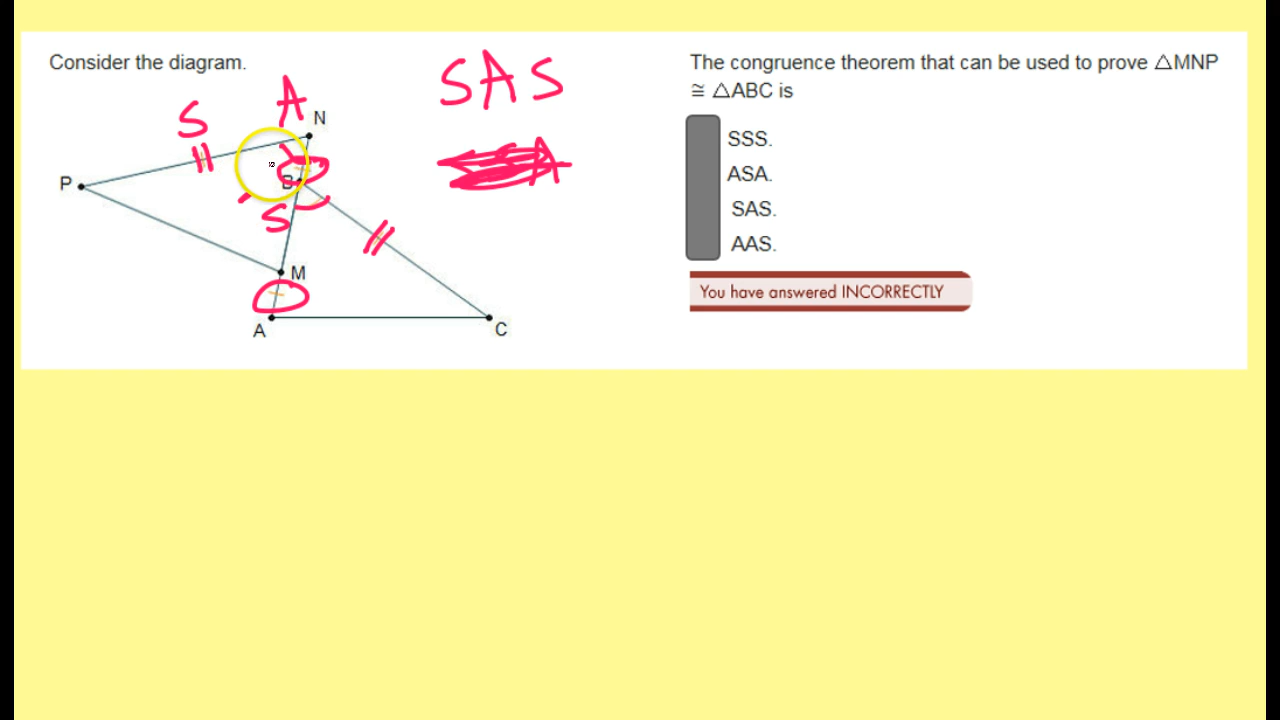 Consider the diagram.
SAS
S
A
N
P
B
S
M
A
C
The congruence theorem that can be used to prove △MNP
≅ △ABC is
SSS.
ASA.
SAS.
AAS.
You have answered INCORRECTLY